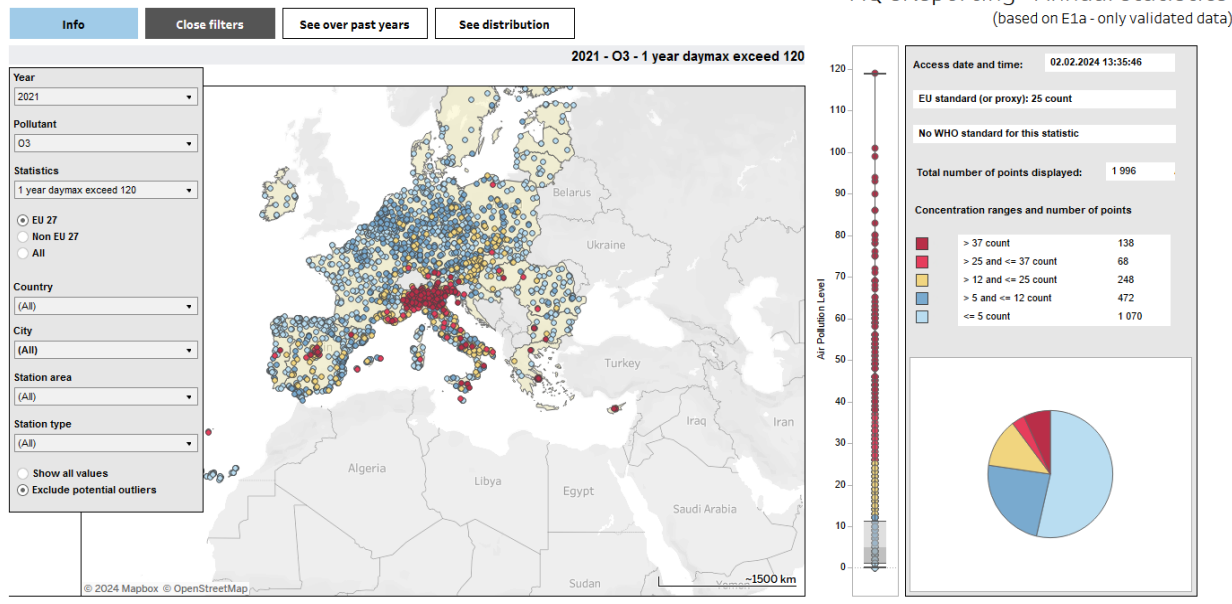 Info
Close filters
See over past years
See distribution
(based on E1a - only validated data)
2021 - O3 - 1 year daymax exceed 120
Year
2021
Pollutant
O3
Statistics
1 year daymax exceed 120
EU 27
Non EU 27
All
Country
(All)
City
(All)
Station area
(All)
Station type
(All)
Show all values
Exclude potential outliers
Belarus
Ukraine
Turkey
Iraq
Iran
Algeria
Libya
Egypt
Saudi Arabia
Sudan
Yemen
~1500 km
© 2024 Mapbox © OpenStreetMap
Air Pollution Level
120
110
100
90
80
70
60
50
40
30
20
10
0
Access date and time: 02.02.2024 13:35:46
EU standard (or proxy): 25 count
No WHO standard for this statistic
Total number of points displayed: 1 996
Concentration ranges and number of points
> 37 count 138
> 25 and <= 37 count 68
> 12 and <= 25 count 248
> 5 and <= 12 count 472
<= 5 count 1 070